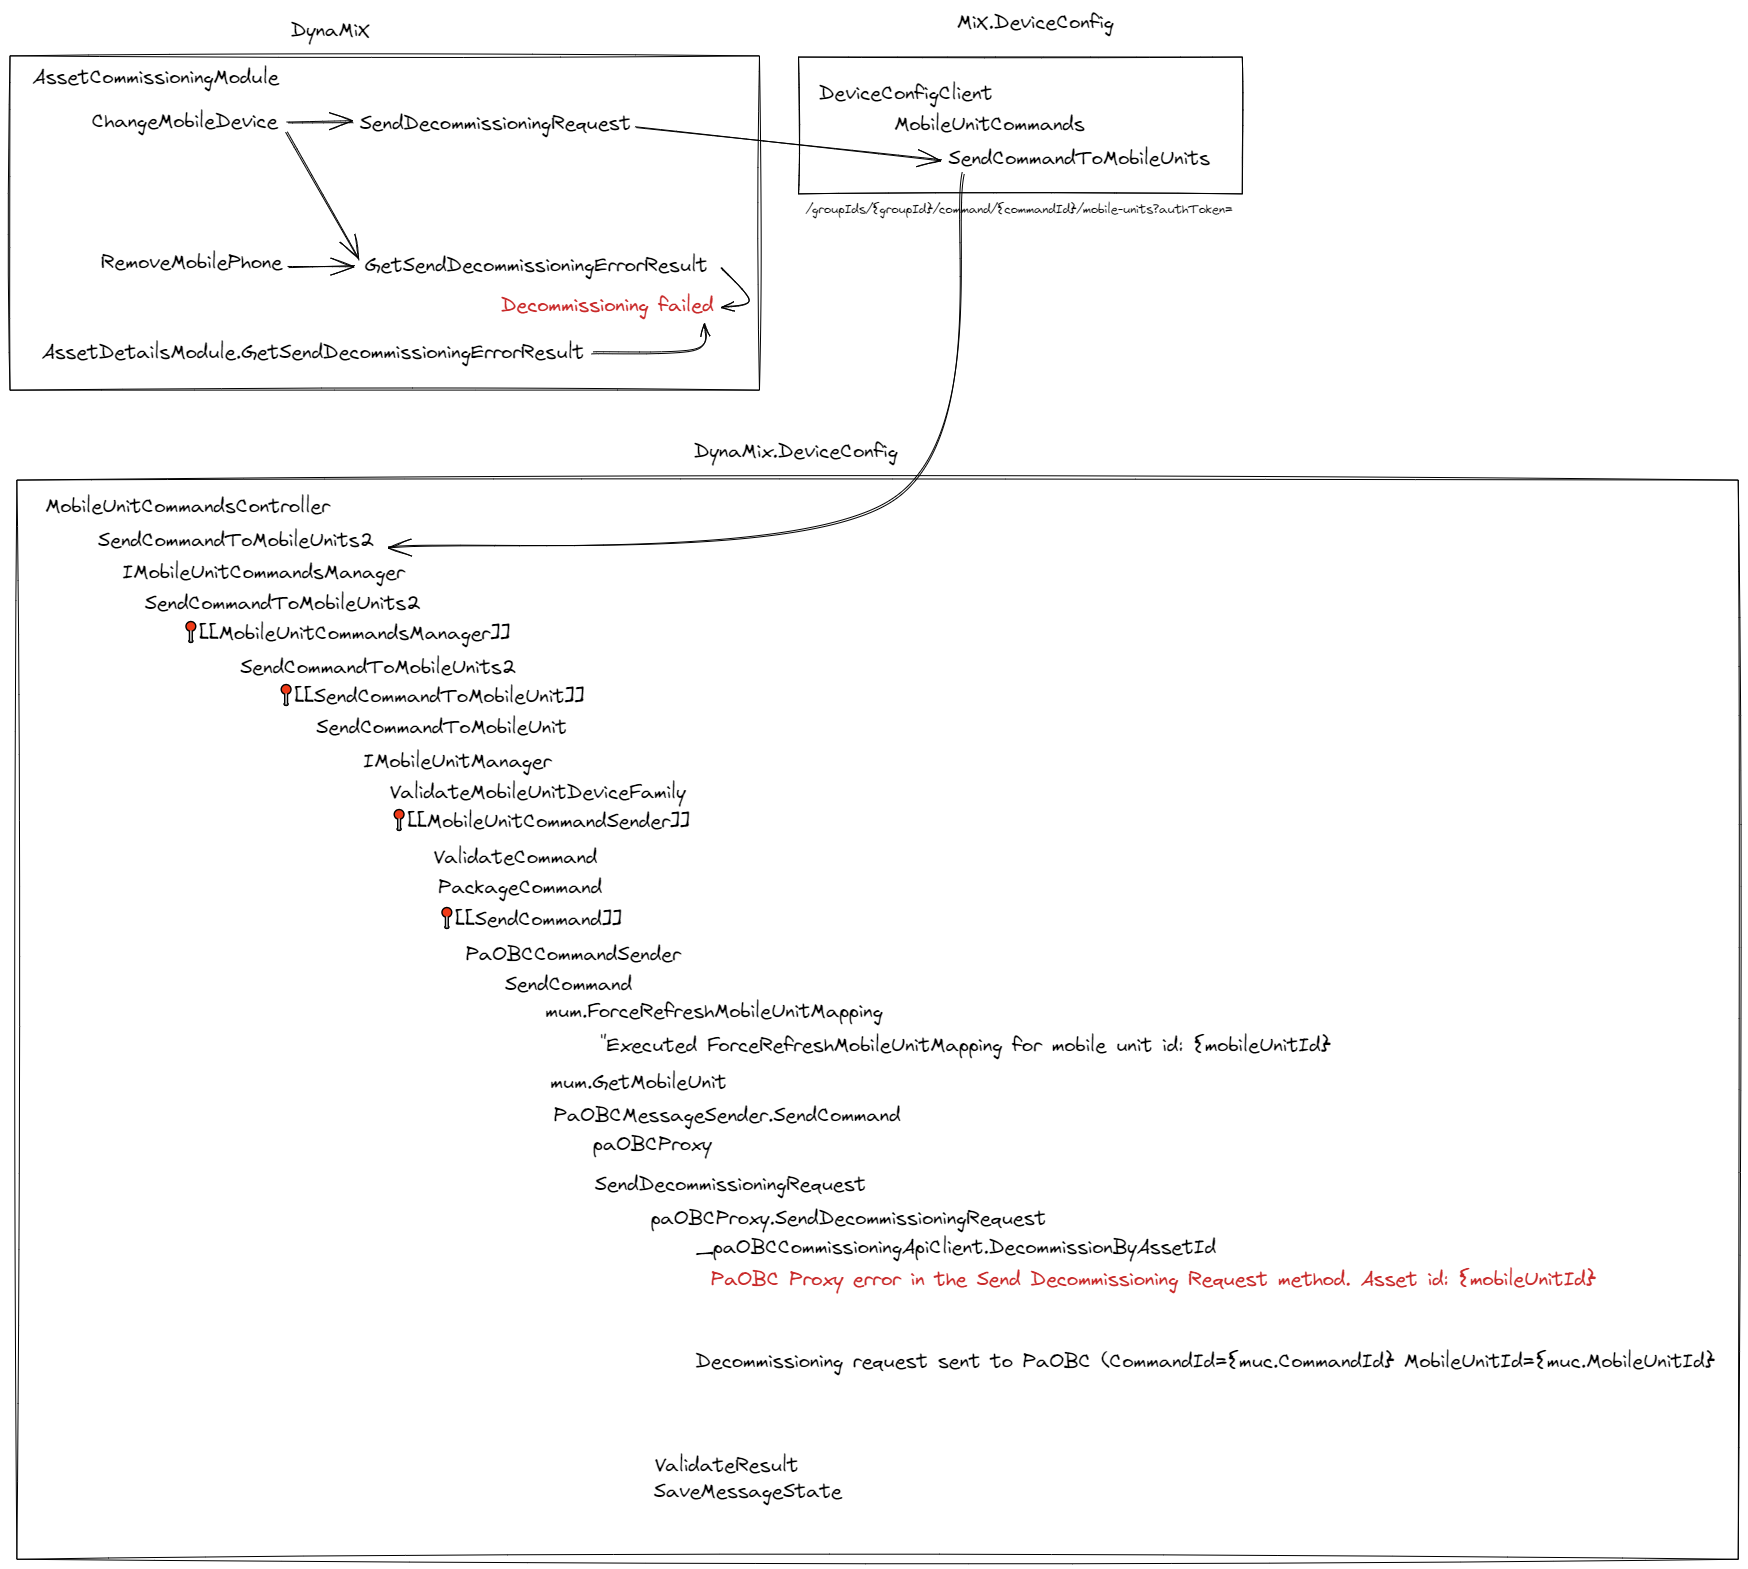 DynaMiX
MiX.DeviceConfig
AssetCommissioningModule
ChangeMobileDevice
SendDecommissioningRequest
RemoveMobilePhone
GetSendDecommissioningErrorResult
Decommissioning failed
AssetDetailsModule.GetSendDecommissioningErrorResult
DeviceConfigClient
MobileUnitCommands
SendCommandToMobileUnits
/groupIds/{groupId}/command/{commandId}/mobile-units?authToken=
DynaMix.DeviceConfig
MobileUnitCommandsController
SendCommandToMobileUnits2
IMobileUnitCommandsManager
SendCommandToMobileUnits2
[[MobileUnitCommandsManager]]
SendCommandToMobileUnits2
[[SendCommandToMobileUnit]]
SendCommandToMobileUnit
IMobileUnitManager
ValidateMobileUnitDeviceFamily
[[MobileUnitCommandSender]]
ValidateCommand
PackageCommand
[[SendCommand]]
PaOBCCommandSender
SendCommand
mum.ForceRefreshMobileUnitMapping
"Executed ForceRefreshMobileUnitMapping for mobile unit id: {mobileUnitId}
mum.GetMobileUnit
PaOBCMessageSender.SendCommand
paOBCProxy
SendDecommissioningRequest
paOBCProxy.SendDecommissioningRequest
_paOBCCommissioningApiClient.DecommissionByAssetId
PaOBC Proxy error in the Send Decommissioning Request method. Asset id: {mobileUnitId}
Decommissioning request sent to PaOBC (CommandId={muc.CommandId} MobileUnitId={muc.MobileUnitId}
ValidateResult
SaveMessageState